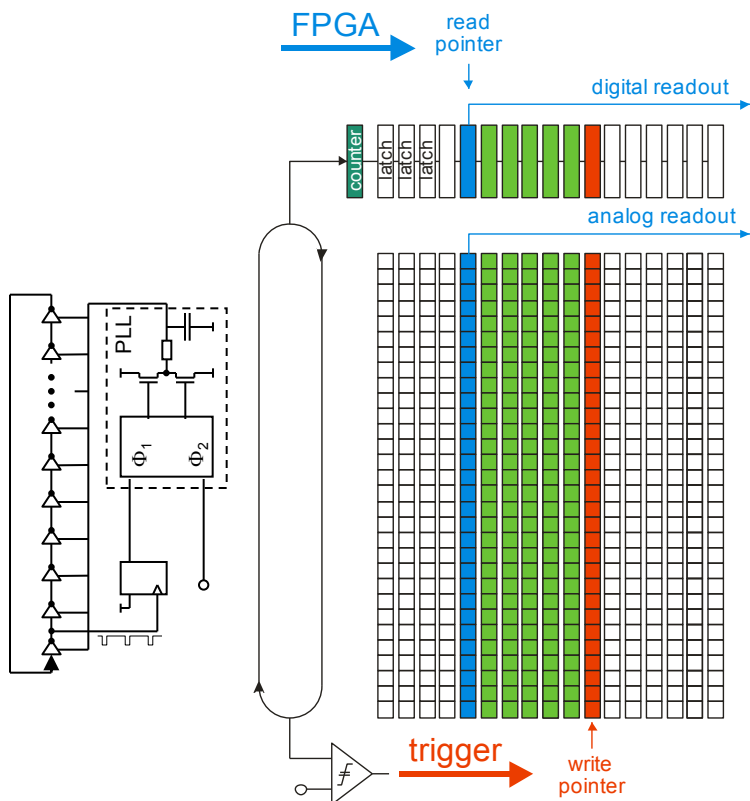 FPGA
read
pointer
digital readout
counter
latch
latch
latch
analog readout
PLL
Φ1
Φ2
trigger
write
pointer